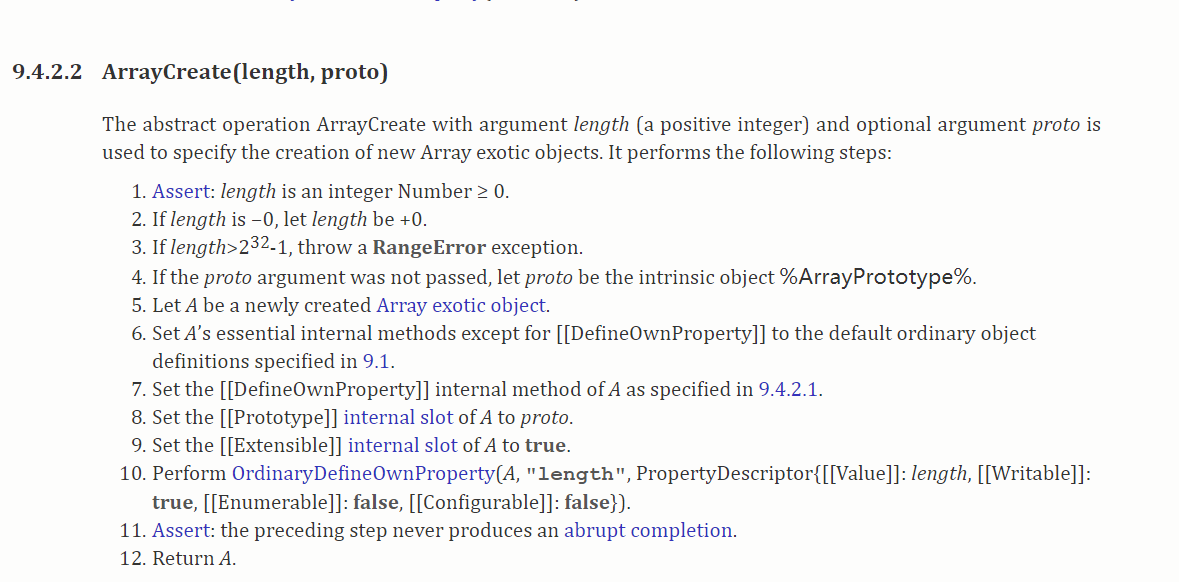 9.4.2.2 ArrayCreate(length, proto)
The abstract operation ArrayCreate with argument length (a positive integer) and optional argument proto is
used to specify the creation of new Array exotic objects. It performs the following steps:
1. Assert: length is an integer Number ≥ 0.
2. If length is −0, let length be +0.
3. If length>2³²-1, throw a RangeError exception.
4. If the proto argument was not passed, let proto be the intrinsic object %ArrayPrototype%.
5. Let A be a newly created Array exotic object.
6. Set A’s essential internal methods except for [[DefineOwnProperty]] to the default ordinary object
definitions specified in 9.1.
7. Set the [[DefineOwnProperty]] internal method of A as specified in 9.4.2.1.
8. Set the [[Prototype]] internal slot of A to proto.
9. Set the [[Extensible]] internal slot of A to true.
10. Perform OrdinaryDefineOwnProperty(A, "length", PropertyDescriptor{[[Value]]: length, [[Writable]]:
true, [[Enumerable]]: false, [[Configurable]]: false}).
11. Assert: the preceding step never produces an abrupt completion.
12. Return A.